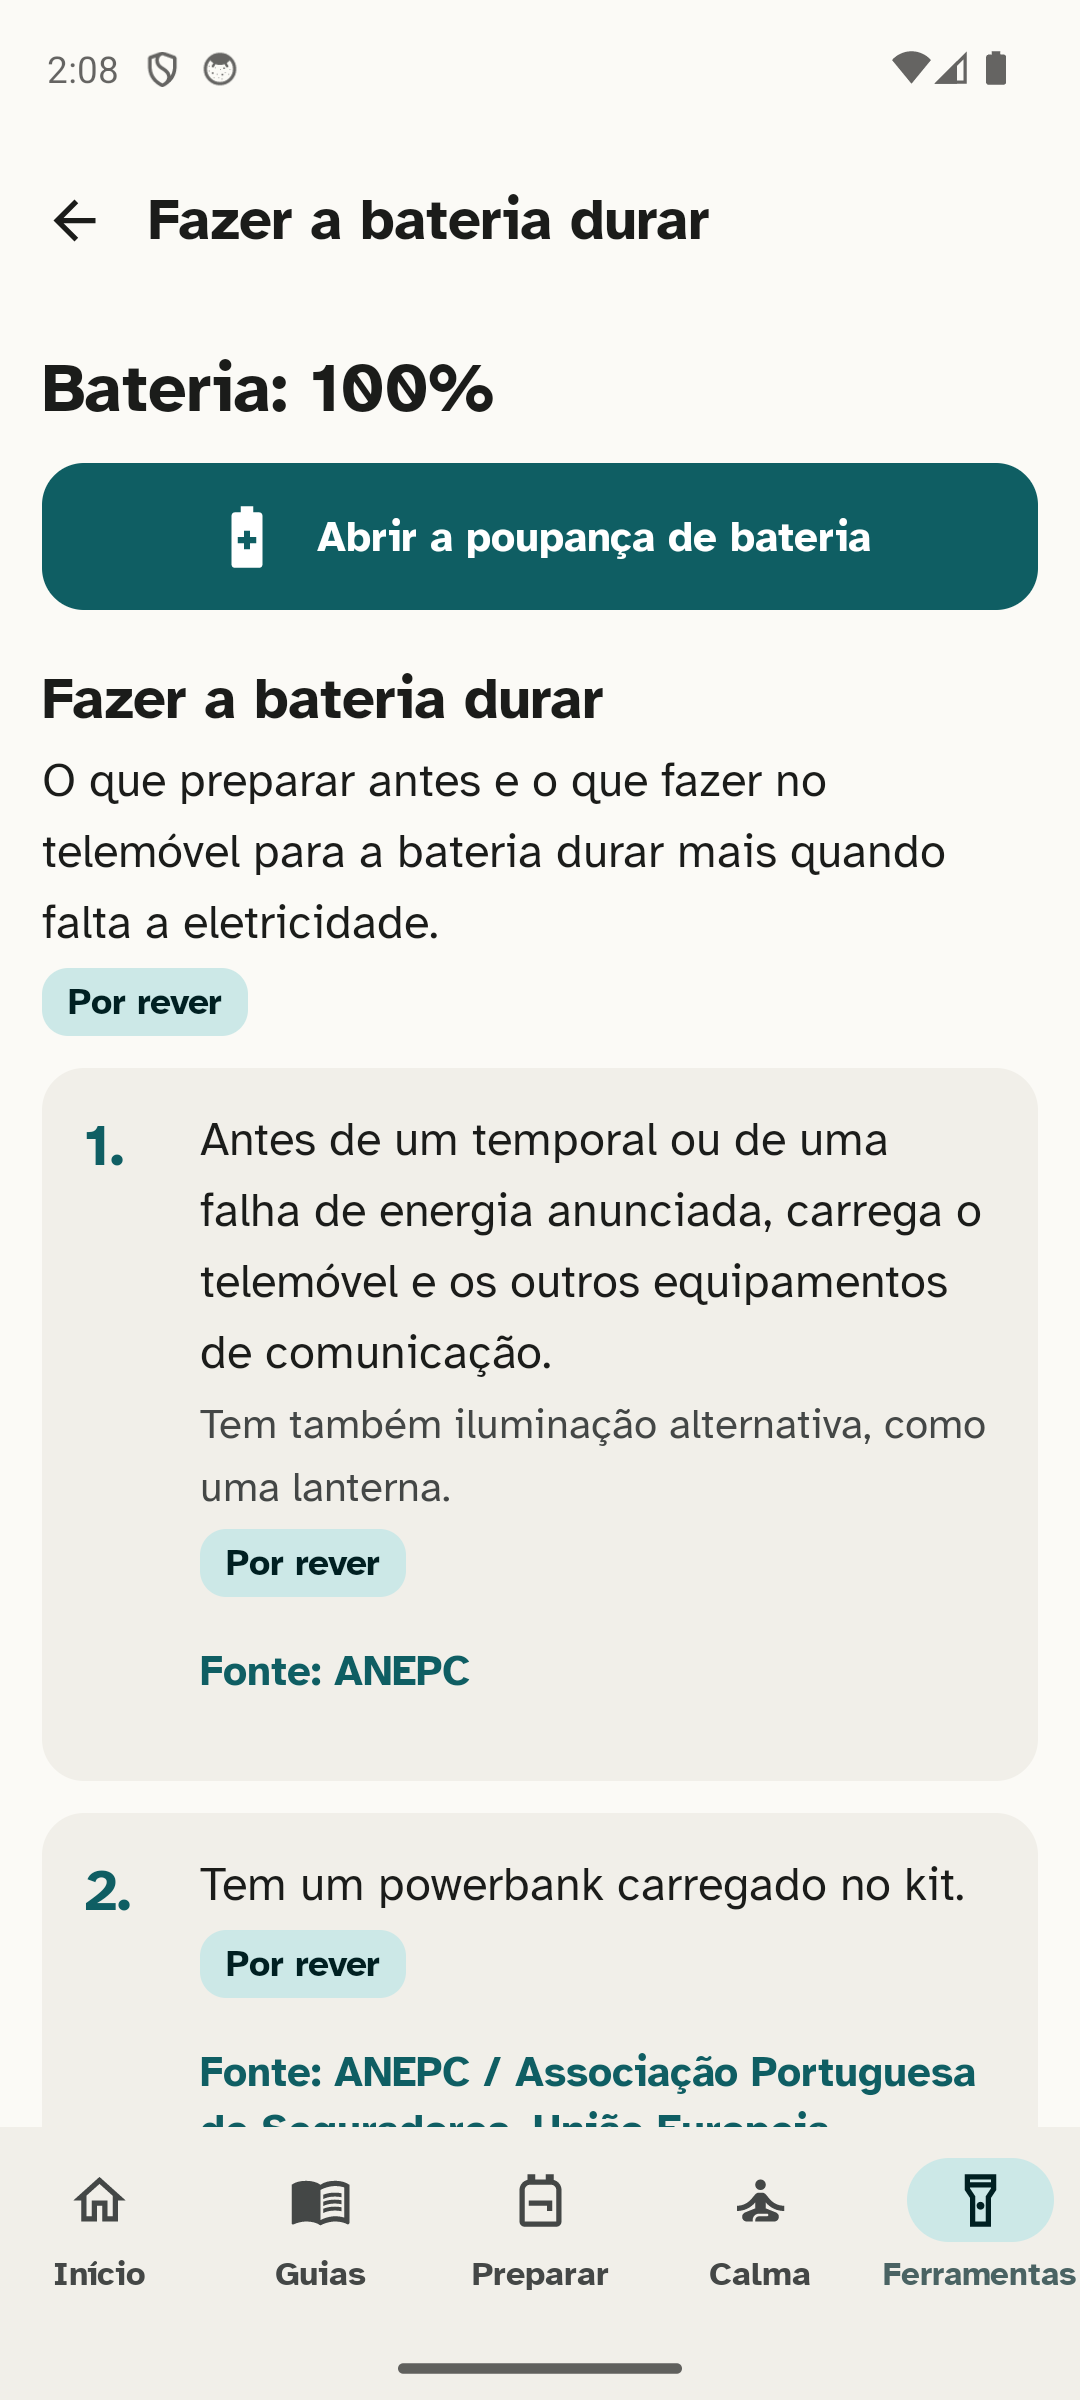 2:08
Fazer a bateria durar
Bateria: 100%
Abrir a poupança de bateria
Fazer a bateria durar
O que preparar antes e o que fazer no
telemóvel para a bateria durar mais quando
falta a eletricidade.
Por rever
1.
Antes de um temporal ou de uma
falha de energia anunciada, carrega o
telemóvel e os outros equipamentos
de comunicação.
Tem também iluminação alternativa, como
uma lanterna.
Por rever
Fonte: ANEPC
2.
Tem um powerbank carregado no kit.
Por rever
Fonte: ANEPC / Associação Portuguesa
de Seguradores, União Europeia
Início
Guias
Preparar
Calma
Ferramentas